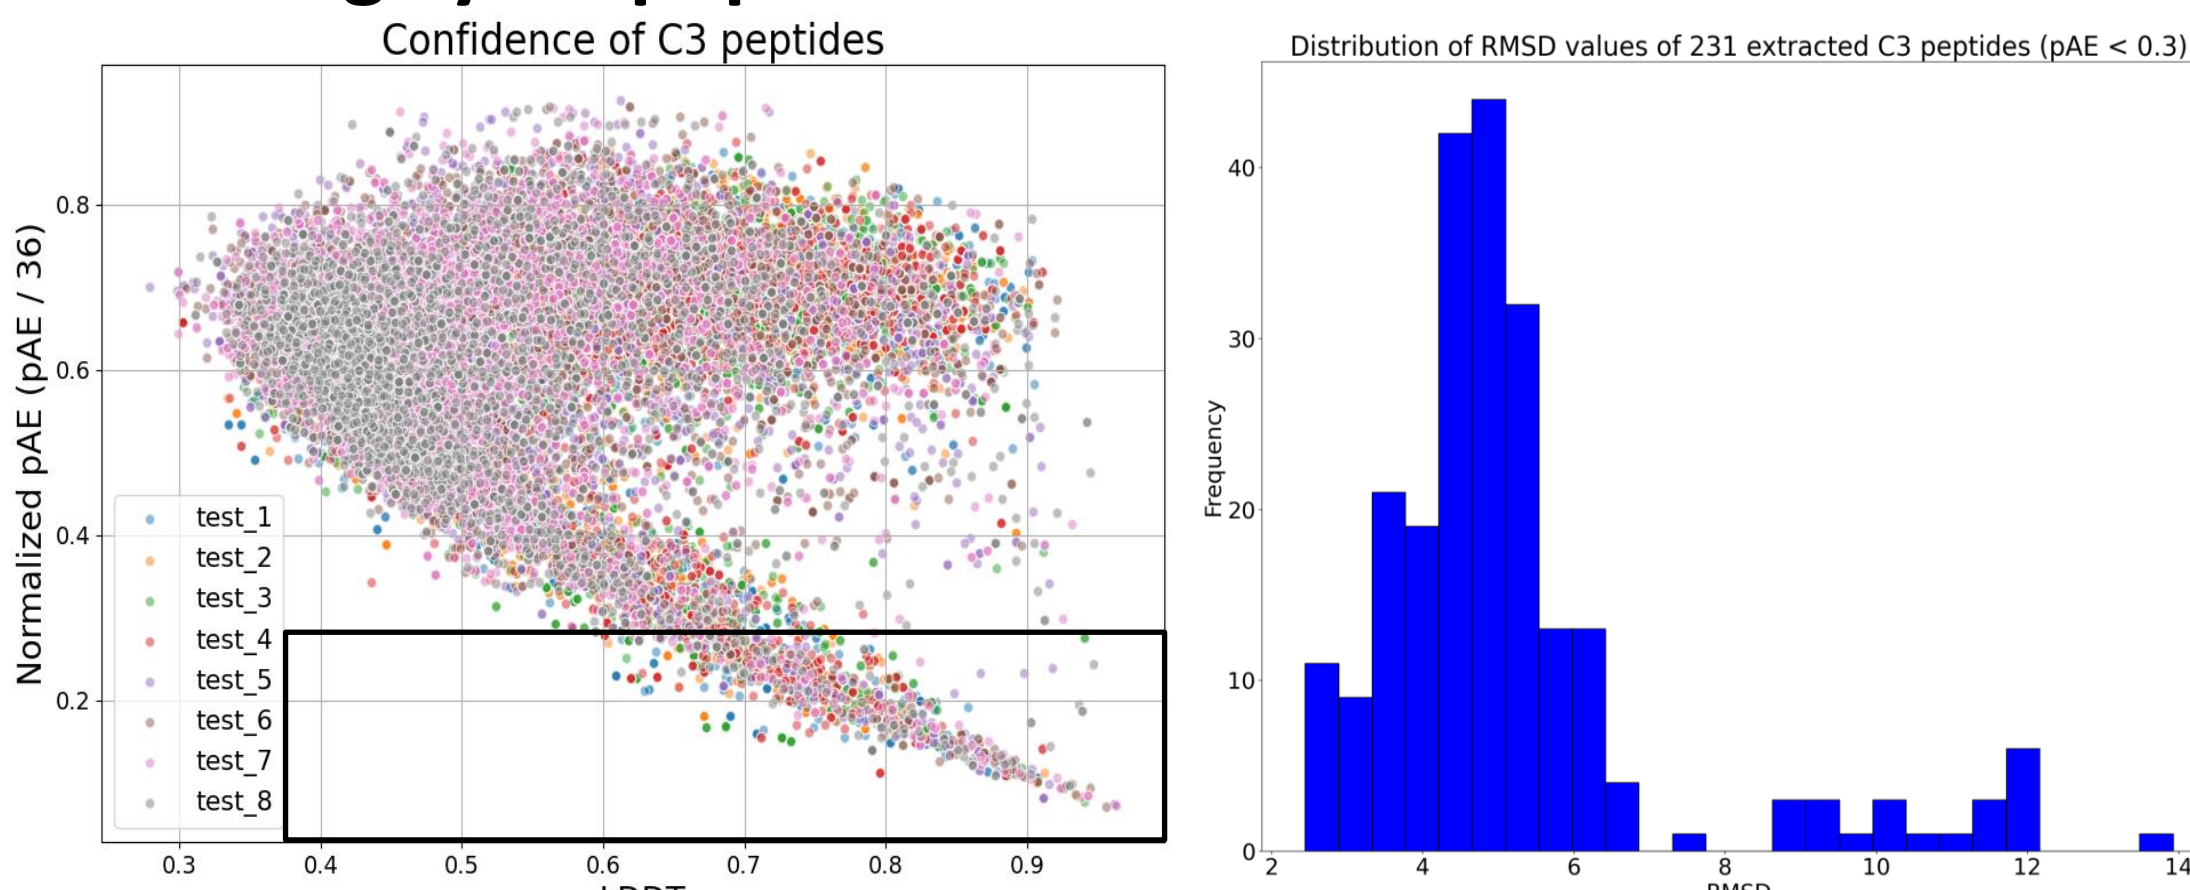 Confidence of C3 peptides
Normalized pAE (pAE / 36)
0.8
0.6
0.4
0.2
test_1
test_2
test_3
test_4
test_5
test_6
test_7
test_8
0.3 0.4 0.5 0.6 0.7 0.8 0.9
Distribution of RMSD values of 231 extracted C3 peptides (pAE < 0.3)
Frequency
40
30
20
10
0
2 4 6 8 10 12 14
RMSD